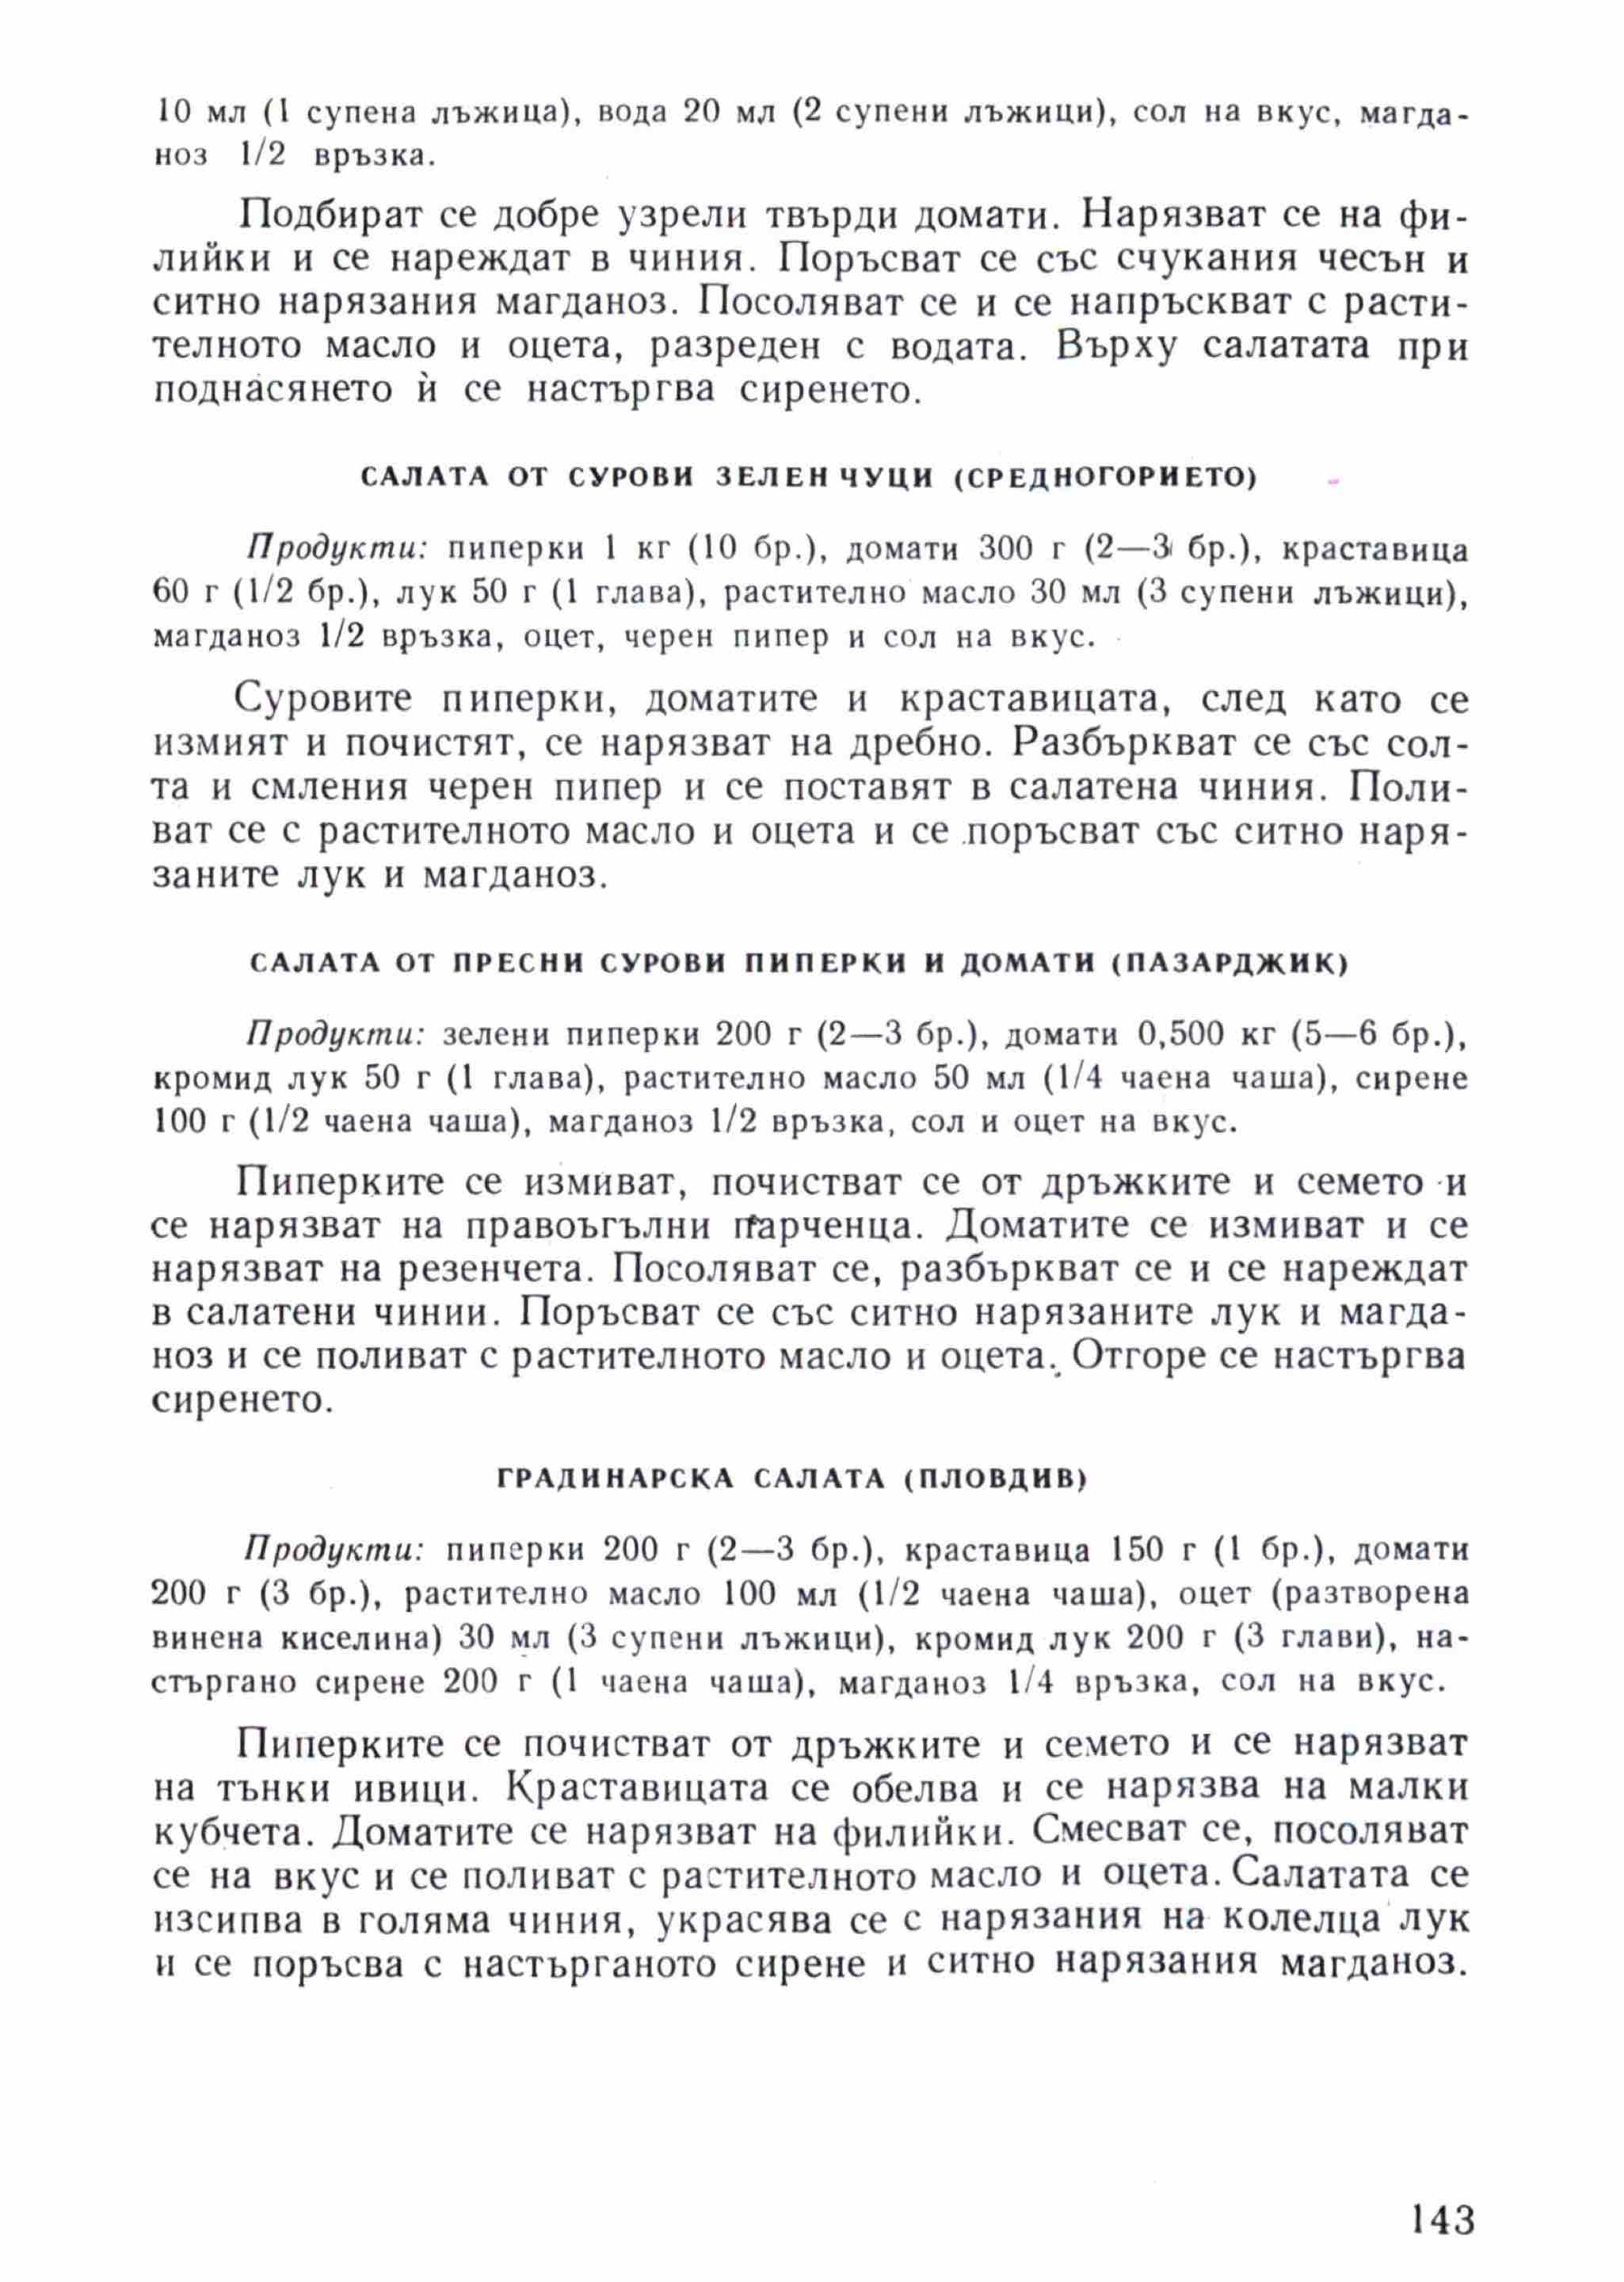 10 мл (1 супена лъжица), вода 20 мл (2 супени лъжици), сол на вкус, магда-
ноз 1/2 връзка.
Подбират се добре узрели твърди домати. Нарязват се на фи-
лийки и се нареждат в чиния. Поръсват се със счукания чесън и
ситно нарязания магданоз. Посоляват се и се напръскват с расти-
телното масло и оцета, разреден с водата. Върху салатата при
поднасянето ѝ се настъргва сиренето.
САЛАТА ОТ СУРОВИ ЗЕЛЕНЧУЦИ (СРЕДНОГОРИЕТО)
Продукти: пиперки 1 кг (10 бр.), домати 300 г (2—3 бр.), краставица
60 г (1/2 бр.), лук 50 г (1 глава), растително масло 30 мл (3 супени лъжици),
магданоз 1/2 връзка, оцет, черен пипер и сол на вкус.
Суровите пиперки, доматите и краставицата, след като се
измият и почистят, се нарязват на дребно. Разбъркват се със сол-
та и смления черен пипер и се поставят в салатена чиния. Поли-
ват се с растителното масло и оцета и се поръсват със ситно наря-
заните лук и магданоз.
САЛАТА ОТ ПРЕСНИ СУРОВИ ПИПЕРКИ И ДОМАТИ (ПАЗАРДЖИК)
Продукти: зелени пиперки 200 г (2—3 бр.), домати 0,500 кг (5—6 бр.),
кромид лук 50 г (1 глава), растително масло 50 мл (1/4 чаена чаша), сирене
100 г (1/2 чаена чаша), магданоз 1/2 връзка, сол и оцет на вкус.
Пиперките се измиват, почистват се от дръжките и семето и
се нарязват на правоъгълни парченца. Доматите се измиват и се
нарязват на резенчета. Посоляват се, разбъркват се и се нареждат
в салатени чинии. Поръсват се със ситно нарязаните лук и магда-
ноз и се поливат с растителното масло и оцета. Отгоре се настъргва
сиренето.
ГРАДИНАРСКА САЛАТА (ПЛОВДИВ)
Продукти: пиперки 200 г (2—3 бр.), краставица 150 г (1 бр.), домати
200 г (3 бр.), растително масло 100 мл (1/2 чаена чаша), оцет (разтворена
винена киселина) 30 мл (3 супени лъжици), кромид лук 200 г (3 глави), на-
стъргано сирене 200 г (1 чаена чаша), магданоз 1/4 връзка, сол на вкус.
Пиперките се почистват от дръжките и семето и се нарязват
на тънки ивици. Краставицата се обелва и се нарязва на малки
кубчета. Доматите се нарязват на филийки. Смесват се, посоляват
се на вкус и се поливат с растителното масло и оцета. Салатата се
изсипва в голяма чиния, украсява се с нарязания на колелца лук
и се поръсва с настърганото сирене и ситно нарязания магданоз.
143